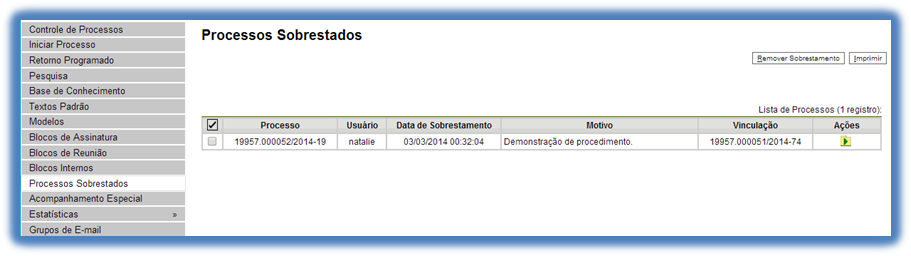 Controle de Processos
Iniciar Processo
Retorno Programado
Pesquisa
Base de Conhecimento
Textos Padrão
Modelos
Blocos de Assinatura
Blocos de Reunião
Blocos Internos
Processos Sobrestados
Acompanhamento Especial
Estatísticas »
Grupos de E-mail
Processos Sobrestados
Remover Sobrestamento Imprimir
Lista de Processos (1 registro):
Processo Usuário Data de Sobrestamento Motivo Vinculação Ações
19957.000052/2014-19 natalie 03/03/2014 00:32:04 Demonstração de procedimento. 19957.000051/2014-74